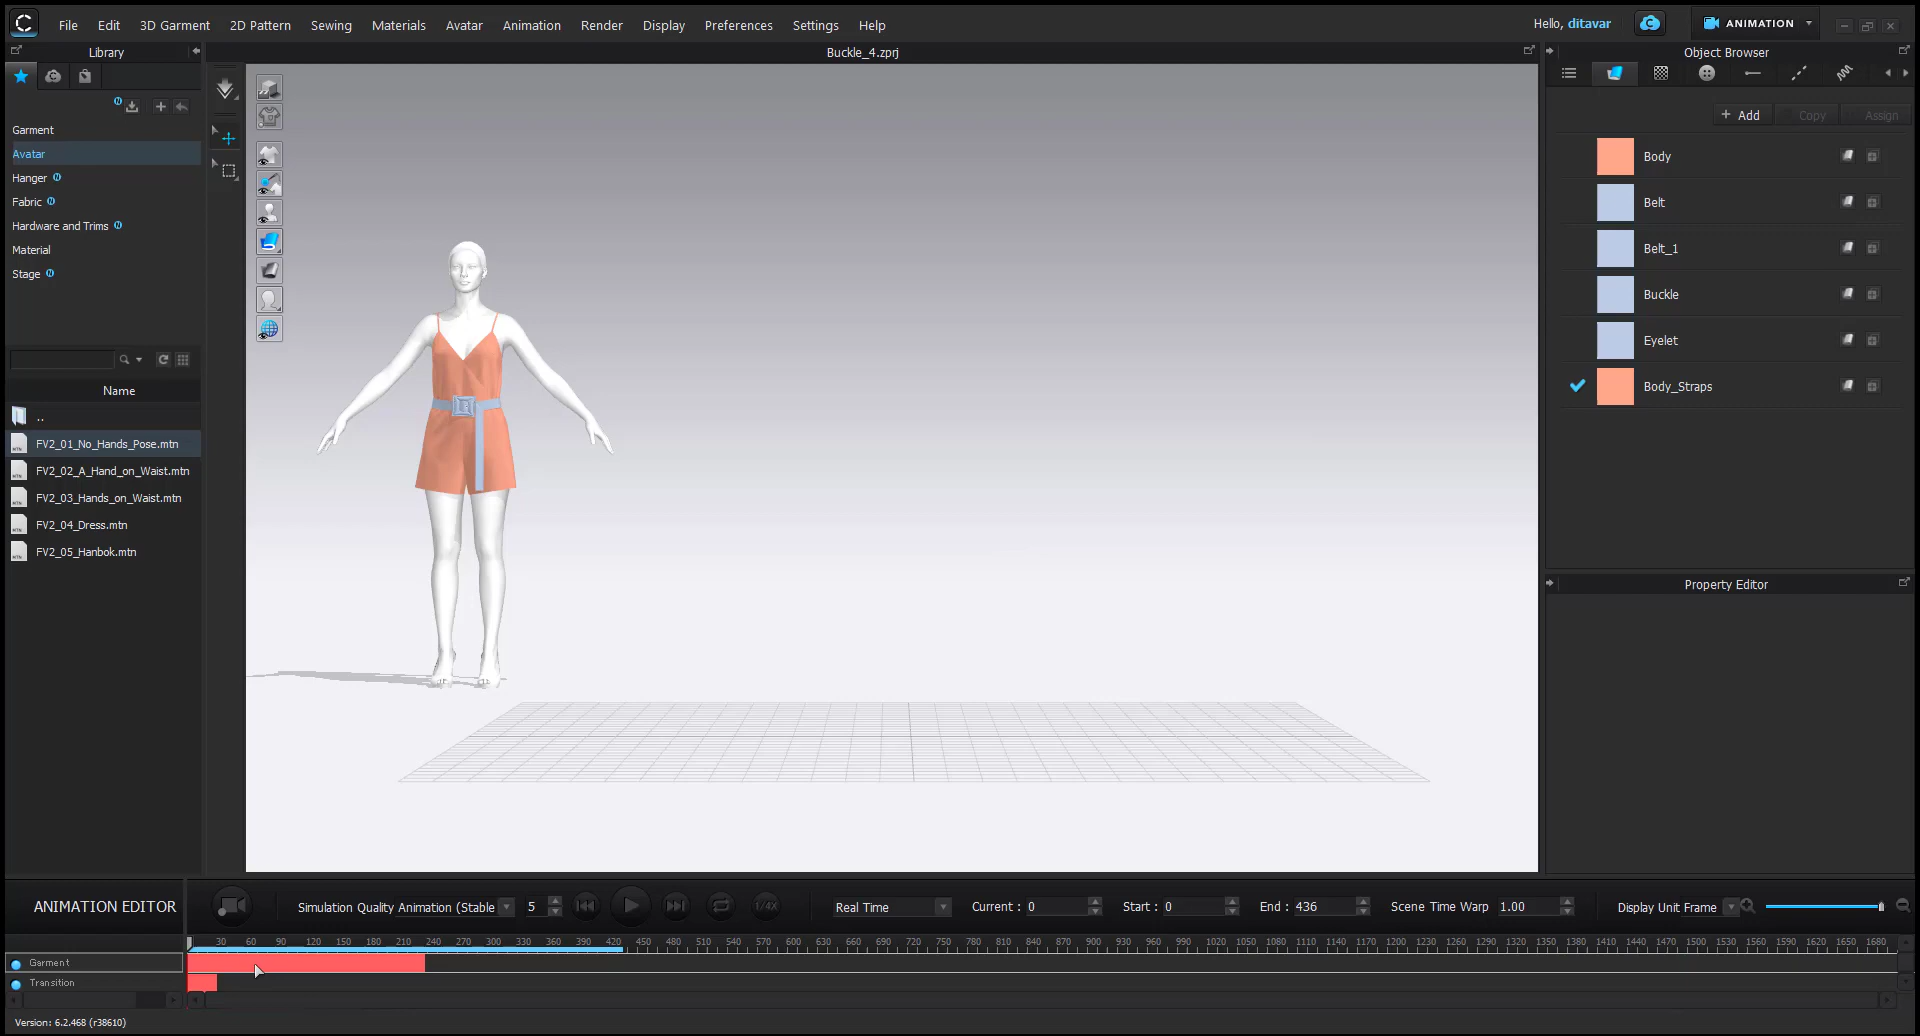 File Edit 3D Garment 2D Pattern Sewing Materials Avatar Animation Render Display Preferences Settings Help
Hello, ditavar
ANIMATION
Library
Buckle_4.zprj
Object Browser
+ Add Copy Assign
Garment
Avatar
Hanger N
Fabric N
Hardware and Trims N
Material
Stage N
Name
..
FV2_01_No_Hands_Pose.mtn
FV2_02_A_Hand_on_Waist.mtn
FV2_03_Hands_on_Waist.mtn
FV2_04_Dress.mtn
FV2_05_Hanbok.mtn
Body
Belt
Belt_1
Buckle
Eyelet
Body_Straps
Property Editor
ANIMATION EDITOR
Simulation Quality Animation (Stable 5 1/4X Real Time Current : 0 Start : 0 End : 436 Scene Time Warp 1.00 Display Unit Frame
30 60 90 120 150 180 210 240 270 300 330 360 390 420 450 480 510 540 570 600 630 660 690 720 750 780 810 840 870 900 930 960 990 1020 1050 1080 1110 1140 1170 1200 1230 1260 1290 1320 1350 1380 1410 1440 1470 1500 1530 1560 1590 1620 1650 1680
Garment
Transition
Version: 6.2.468 (r38610)